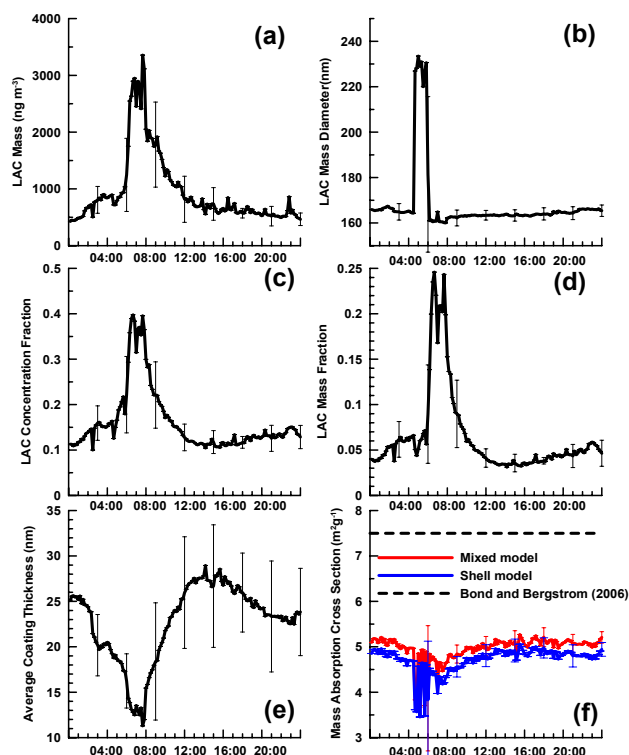 (a)
LAC Mass (ng m-3)
4000
3000
2000
1000
0
04:00 08:00 12:00 16:00 20:00
(b)
LAC Mass Diameter(nm)
240
220
200
180
160
04:00 08:00 12:00 16:00 20:00
(c)
LAC Concentration Fraction
0.5
0.4
0.3
0.2
0.1
0
04:00 08:00 12:00 16:00 20:00
(d)
LAC Mass Fraction
0.25
0.20
0.15
0.10
0.05
0.00
04:00 08:00 12:00 16:00 20:00
(e)
Average Coating Thickness (nm)
35
30
25
20
15
10
04:00 08:00 12:00 16:00 20:00
(f)
Mass Absorption Cross Section (m2g-1)
8
7
6
5
4
3
Mixed model
Shell model
Bond and Bergstrom (2006)
04:00 08:00 12:00 16:00 20:00